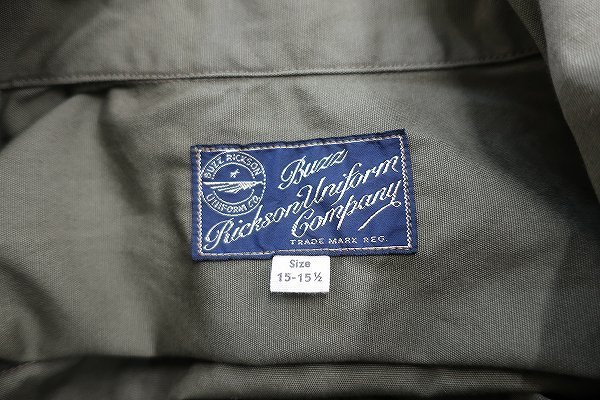 BUZZ RICKSON
UNIFORM CO.
Buzz
Rickson Uniform
Company
TRADE MARK REG.
Size
15-15½